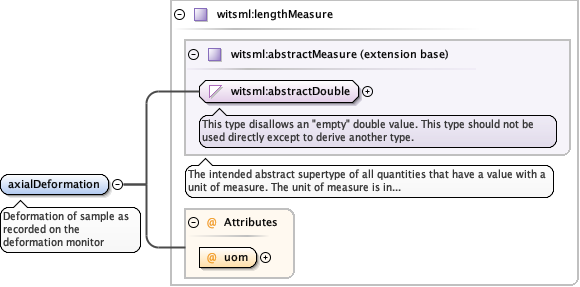 witsml:lengthMeasure
witsml:abstractMeasure (extension base)
witsml:abstractDouble
This type disallows an "empty" double value. This type should not be
used directly except to derive another type.
The intended abstract supertype of all quantities that have a value with a
unit of measure. The unit of measure is in...
axialDeformation
Deformation of sample as
recorded on the
deformation monitor
@ Attributes
@ uom